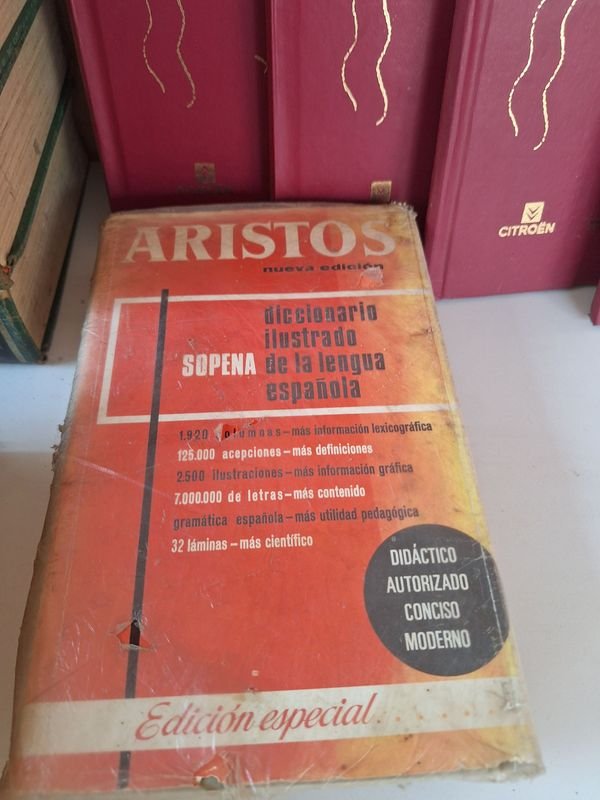 CITROËN
ARISTOS
nueva edición
diccionario
ilustrado
SOPENA de la lengua
española
1.920 columnas – más información lexicográfica
125.000 acepciones – más definiciones
2.500 ilustraciones – más información gráfica
7.000.000 de letras – más contenido
gramática española – más utilidad pedagógica
32 láminas – más científico
DIDÁCTICO
AUTORIZADO
CONCISO
MODERNO
Edición especial